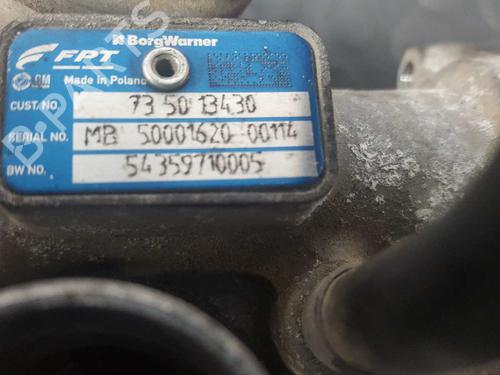 BorgWarner
FPT
GM
Made in Poland
CUST. NO. 73 50 13430
SERIAL NO. MB 50001620 00114
BW NO. 54359710005
B-PARTS